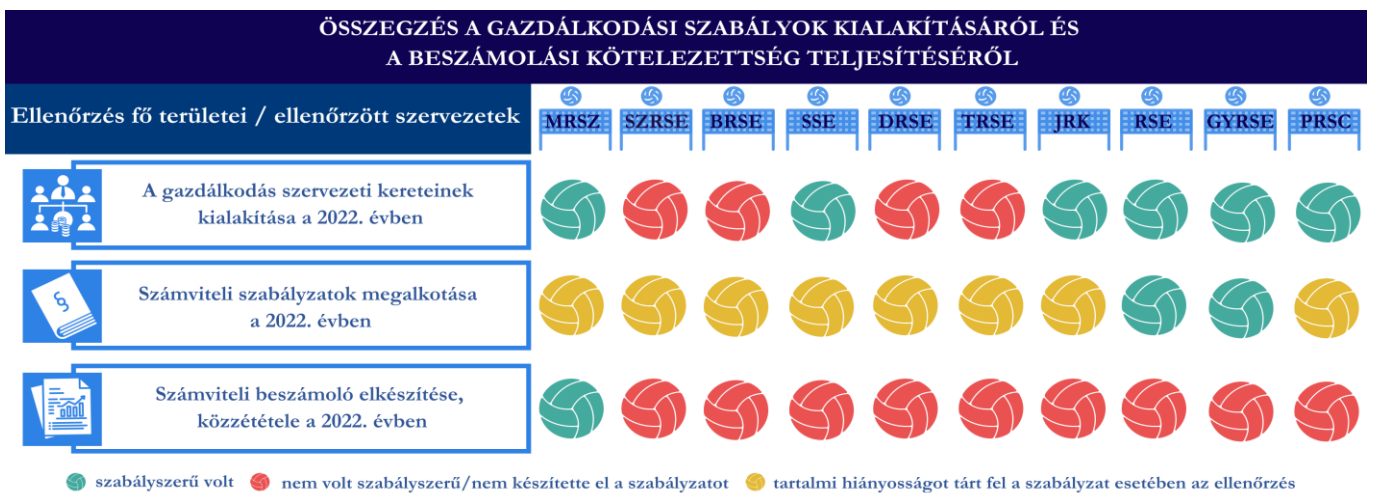 ÖSSZEGZÉS A GAZDÁLKODÁSI SZABÁLYOK KIALAKÍTÁSÁRÓL ÉS
A BESZÁMOLÁSI KÖTELEZETTSÉG TELJESÍTÉSÉRŐL
Ellenőrzés fő területei / ellenőrzött szervezetek MRSZ SZRSE BRSE SSE DRSE TRSE JRK RSE GYRSE PRSC
A gazdálkodás szervezeti kereteinek
kialakítása a 2022. évben
§
Számviteli szabályzatok megalkotása
a 2022. évben
Számviteli beszámoló elkészítése,
közzététele a 2022. évben
szabályszerű volt nem volt szabályszerű/nem készítette el a szabályzatot tartalmi hiányosságot tárt fel a szabályzat esetében az ellenőrzés